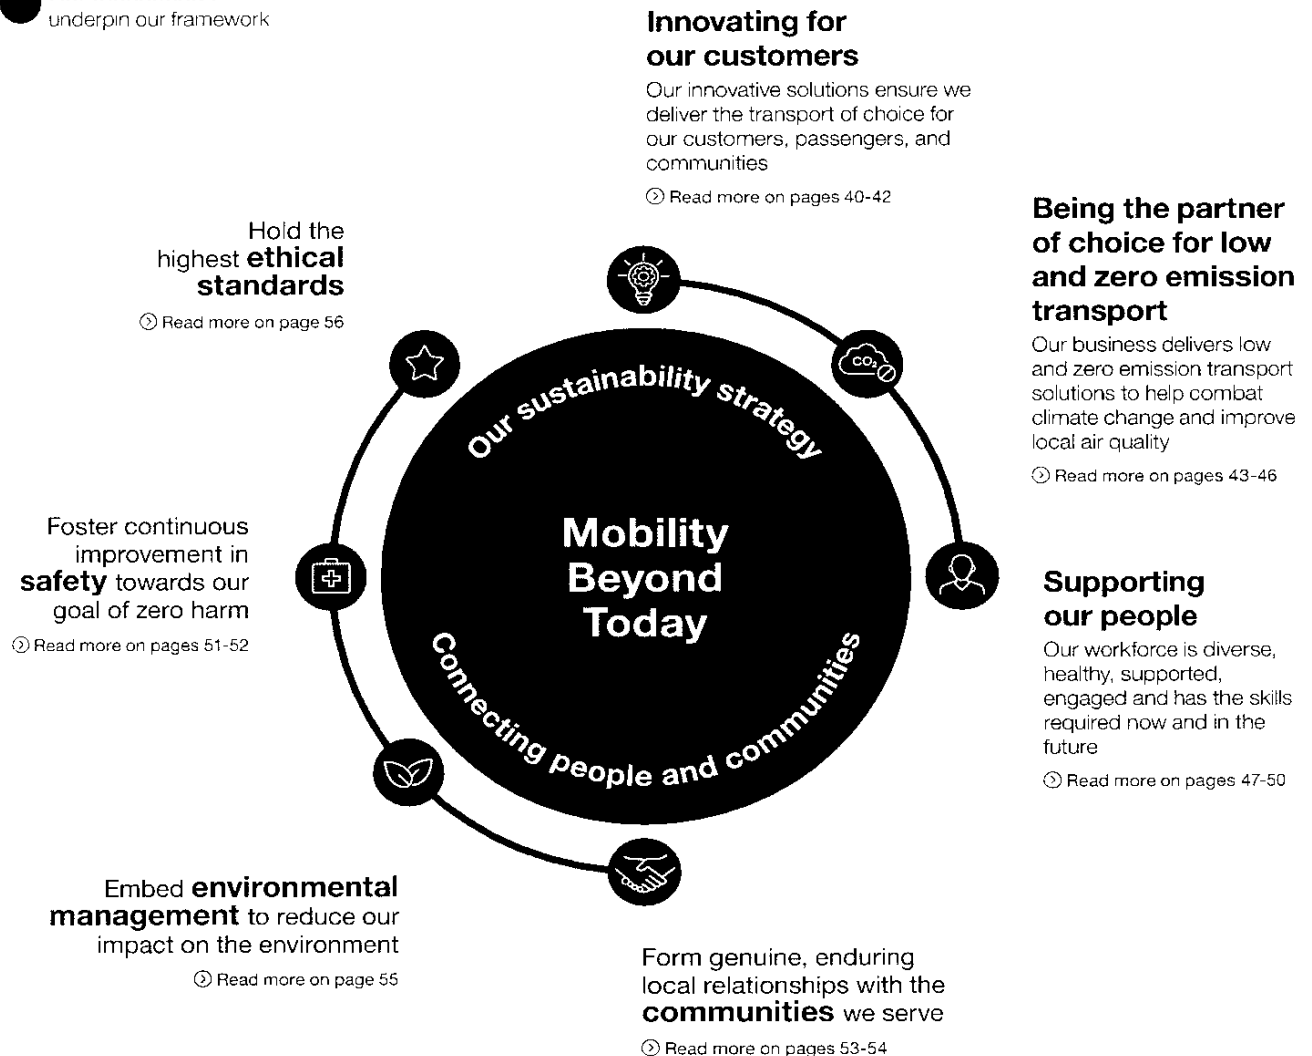 underpin our framework
Innovating for
our customers
Our innovative solutions ensure we
deliver the transport of choice for
our customers, passengers, and
communities
Read more on pages 40-42
Being the partner
of choice for low
and zero emission
transport
Our business delivers low
and zero emission transport
solutions to help combat
climate change and improve
local air quality
Read more on pages 43-46
Supporting
our people
Our workforce is diverse,
healthy, supported,
engaged and has the skills
required now and in the
future
Read more on pages 47-50
Hold the
highest ethical
standards
Read more on page 56
Foster continuous
improvement in
safety towards our
goal of zero harm
Read more on pages 51-52
Embed environmental
management to reduce our
impact on the environment
Read more on page 55
Form genuine, enduring
local relationships with the
communities we serve
Read more on pages 53-54
CO₂
Our sustainability strategy
Mobility
Beyond
Today
Connecting people and communities